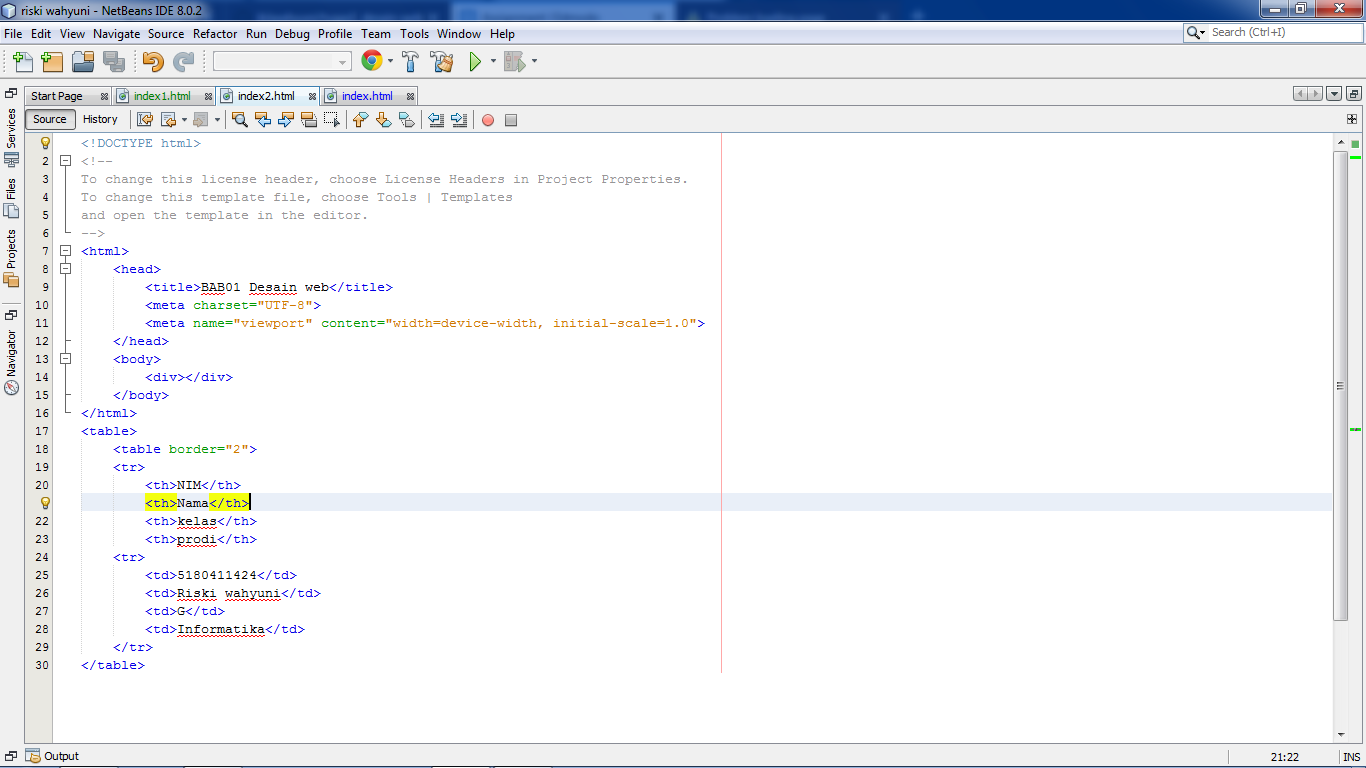 riski wahyuni - NetBeans IDE 8.0.2
File Edit View Navigate Source Refactor Run Debug Profile Team Tools Window Help
Search (Ctrl+I)
Start Page index1.html index2.html index.html
Source History
Services
Files
Projects
Navigator
<!DOCTYPE html>
2 <!--
3 To change this license header, choose License Headers in Project Properties.
4 To change this template file, choose Tools | Templates
5 and open the template in the editor.
6 -->
7 <html>
8 <head>
9 <title>BAB01 Desain web</title>
10 <meta charset="UTF-8">
11 <meta name="viewport" content="width=device-width, initial-scale=1.0">
12 </head>
13 <body>
14 <div></div>
15 </body>
16 </html>
17 <table>
18 <table border="2">
19 <tr>
20 <th>NIM</th>
<th>Nama</th>
22 <th>kelas</th>
23 <th>prodi</th>
24 <tr>
25 <td>5180411424</td>
26 <td>Riski wahyuni</td>
27 <td>G</td>
28 <td>Informatika</td>
29 </tr>
30 </table>
Output
21:22 INS